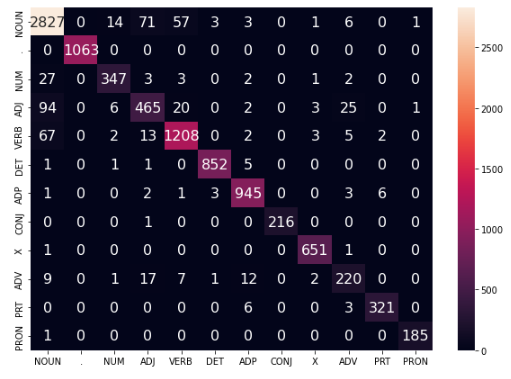 NOUN 2827 0 14 71 57 3 3 0 1 6 0 1
. 0 1063 0 0 0 0 0 0 0 0 0 0
NUM 27 0 347 3 3 0 2 0 1 2 0 0
ADJ 94 0 6 465 20 0 2 0 3 25 0 1
VERB 67 0 2 13 1208 0 2 0 3 5 2 0
DET 1 0 1 1 0 852 5 0 0 0 0 0
ADP 1 0 0 2 1 3 945 0 0 3 6 0
CONJ 0 0 0 1 0 0 0 216 0 0 0 0
X 1 0 0 0 0 0 0 0 651 1 0 0
ADV 9 0 1 17 7 1 12 0 2 220 0 0
PRT 0 0 0 0 0 0 6 0 0 3 321 0
PRON 1 0 0 0 0 0 0 0 0 0 0 185
NOUN . NUM ADJ VERB DET ADP CONJ X ADV PRT PRON
2500
2000
1500
1000
500
0